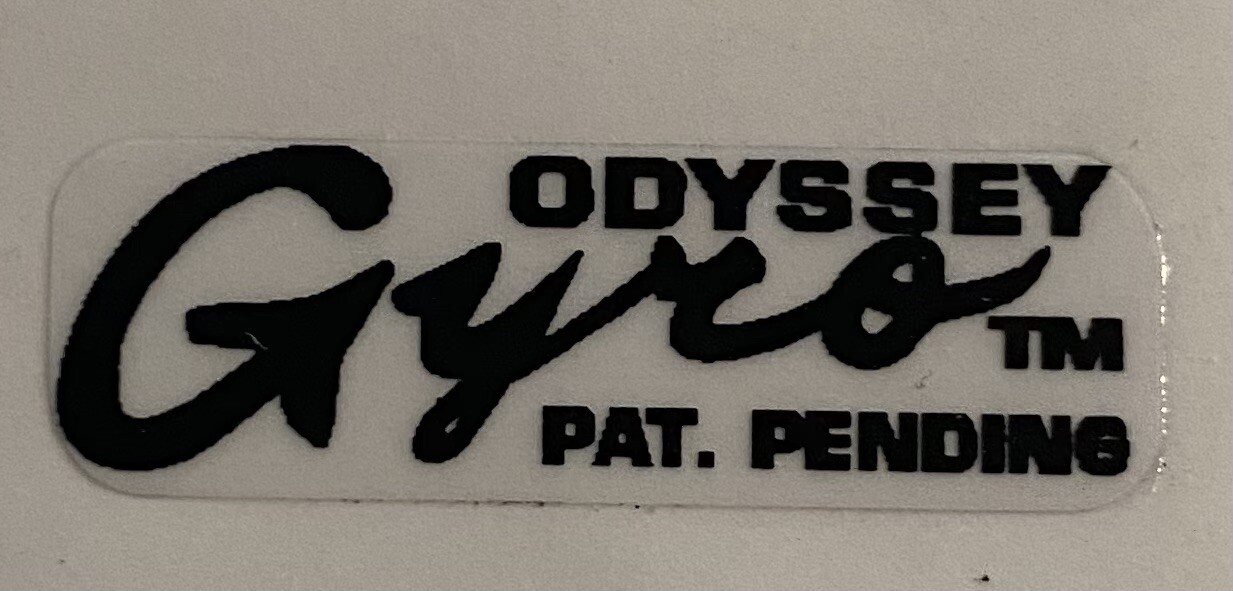 ODYSSEY
Gyro TM
PAT. PENDING